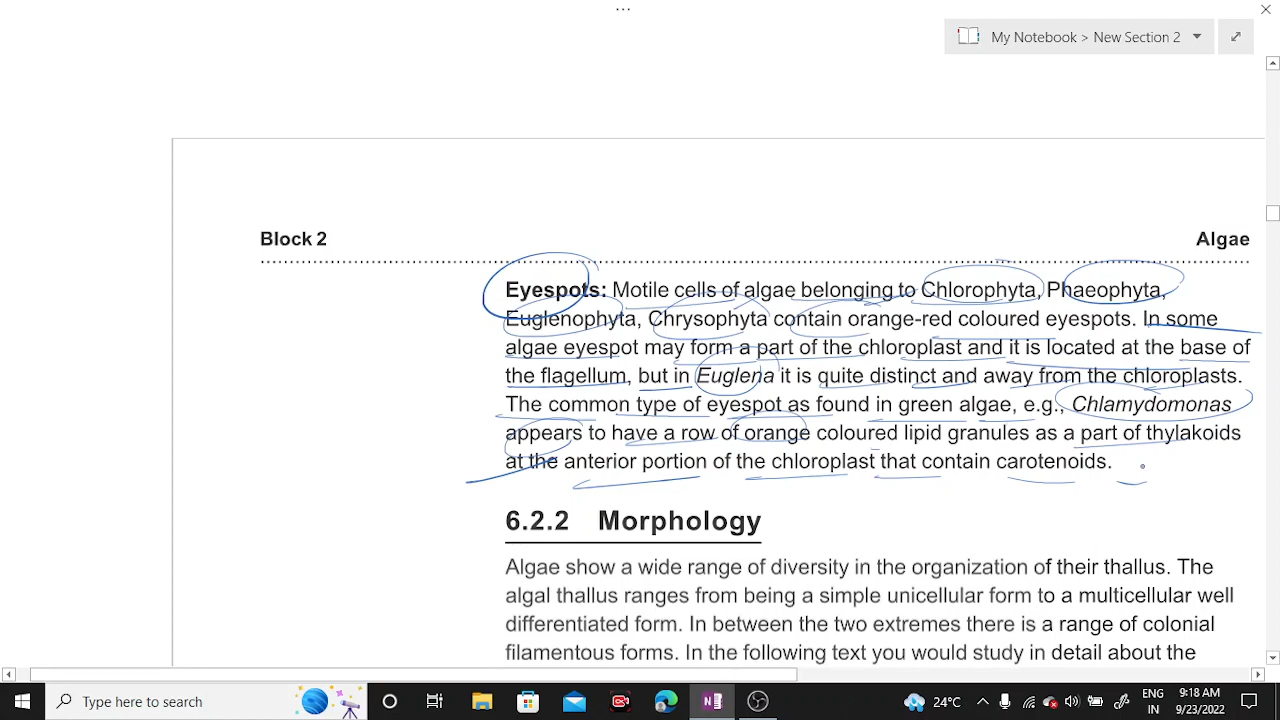 ...
My Notebook > New Section 2
Block 2 Algae
Eyespots: Motile cells of algae belonging to Chlorophyta, Phaeophyta,
Euglenophyta, Chrysophyta contain orange-red coloured eyespots. In some
algae eyespot may form a part of the chloroplast and it is located at the base of
the flagellum, but in Euglena it is quite distinct and away from the chloroplasts.
The common type of eyespot as found in green algae, e.g., Chlamydomonas
appears to have a row of orange coloured lipid granules as a part of thylakoids
at the anterior portion of the chloroplast that contain carotenoids.
6.2.2 Morphology
Algae show a wide range of diversity in the organization of their thallus. The
algal thallus ranges from being a simple unicellular form to a multicellular well
differentiated form. In between the two extremes there is a range of colonial
filamentous forms. In the following text you would study in detail about the
Type here to search 24°C ENG 9:18 AM
IN 9/23/2022